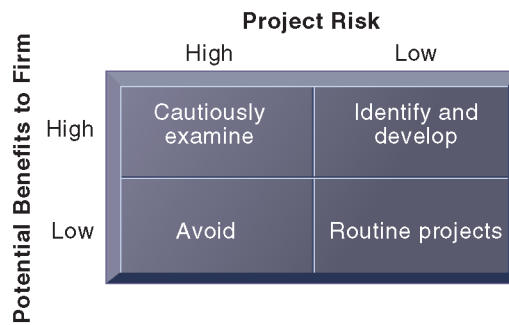 Project Risk
High
Low
Potential Benefits to Firm
High
Cautiously
examine
Identify and
develop
Low
Avoid
Routine projects